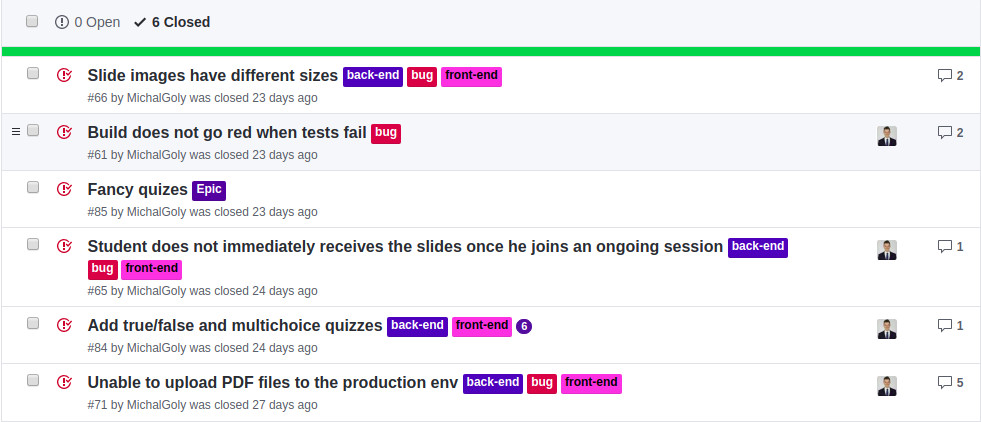 0 Open 6 Closed
Slide images have different sizes back-end bug front-end 2
#66 by MichalGoly was closed 23 days ago
Build does not go red when tests fail bug 2
#61 by MichalGoly was closed 23 days ago
Fancy quizes Epic
#85 by MichalGoly was closed 23 days ago
Student does not immediately receives the slides once he joins an ongoing session back-end 1
bug front-end
#65 by MichalGoly was closed 24 days ago
Add true/false and multichoice quizzes back-end front-end 6 1
#84 by MichalGoly was closed 24 days ago
Unable to upload PDF files to the production env back-end bug front-end 5
#71 by MichalGoly was closed 27 days ago